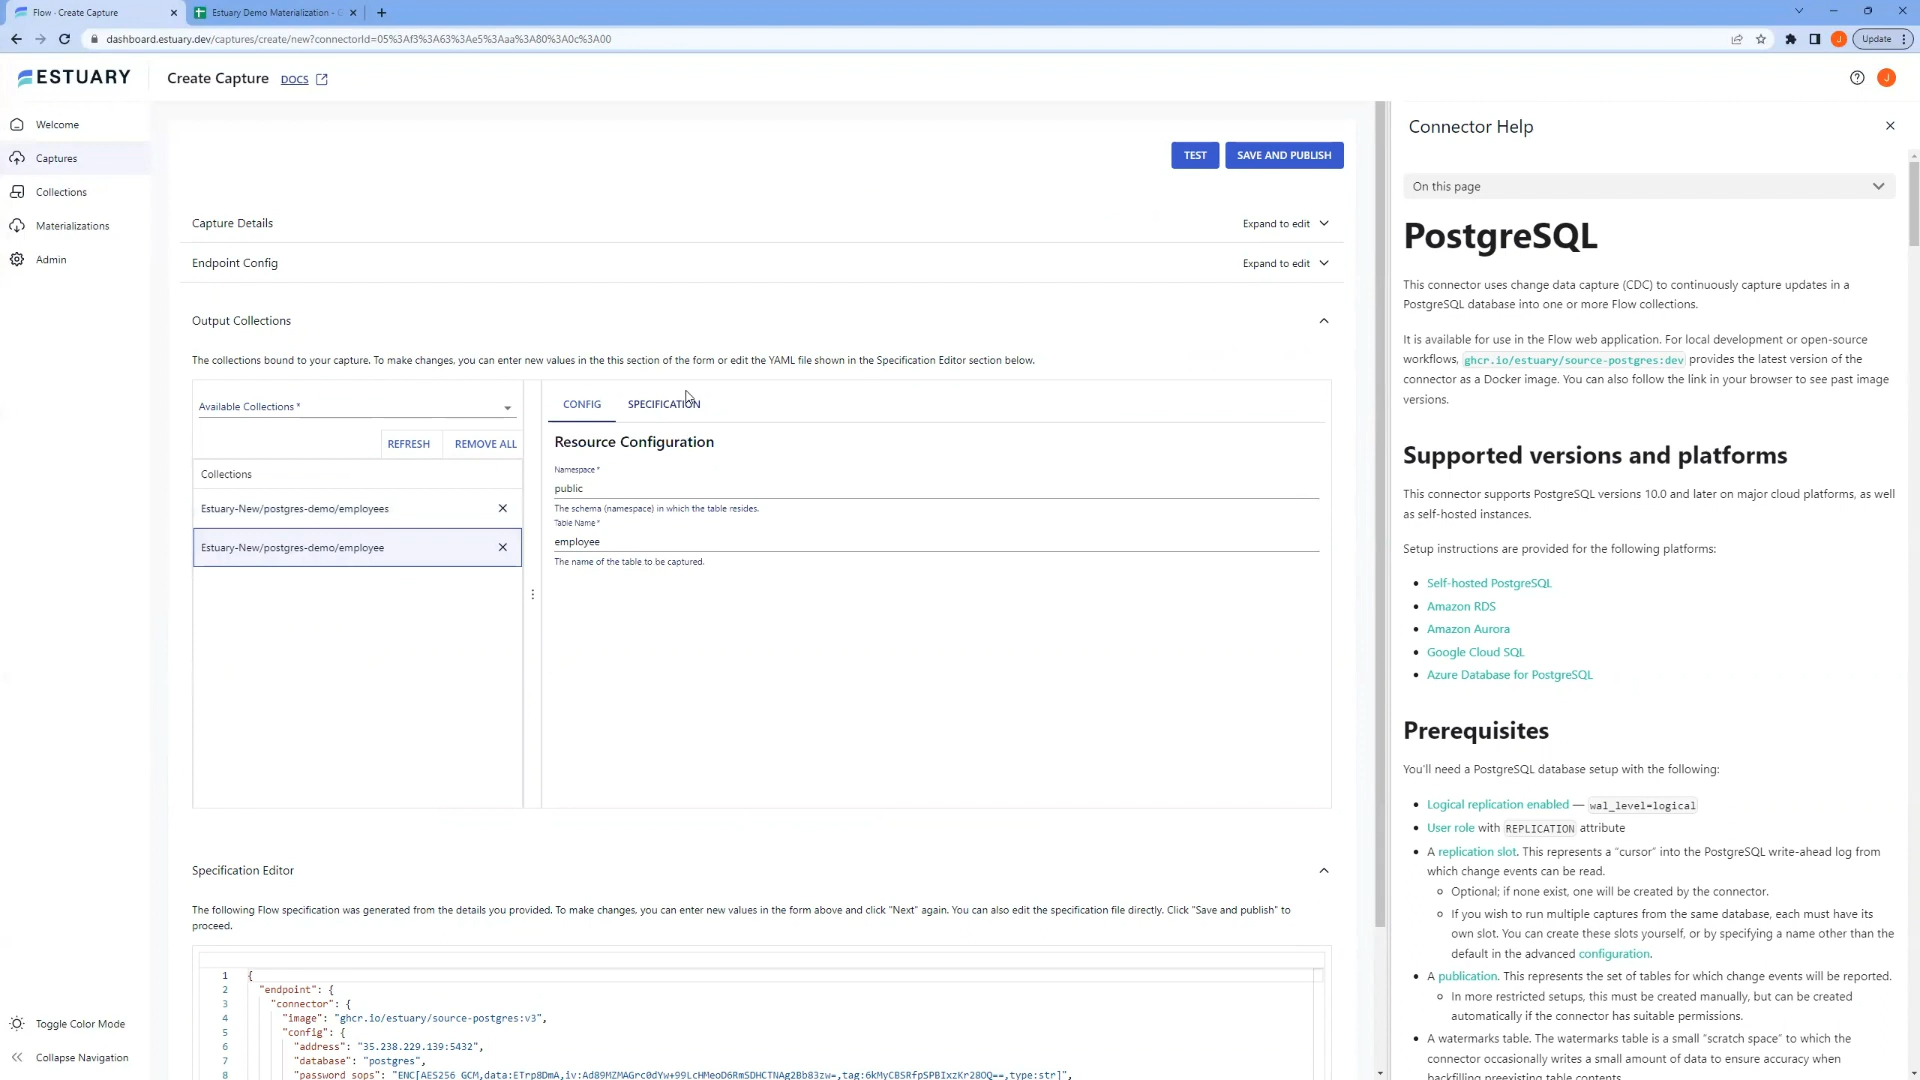 Flow - Create Capture
Estuary Demo Materialization - G
dashboard.estuary.dev/captures/create/new?connectorId=05%3Af3%3A63%3Ae5%3Aaa%3A80%3A0c%3A00
J
Update
ESTUARY
Create Capture DOCS
J
Welcome
Captures
Collections
Materializations
Admin
Toggle Color Mode
Collapse Navigation
TEST SAVE AND PUBLISH
Capture Details Expand to edit
Endpoint Config Expand to edit
Output Collections
The collections bound to your capture. To make changes, you can enter new values in the this section of the form or edit the YAML file shown in the Specification Editor section below.
Available Collections *
REFRESH REMOVE ALL
Collections
Estuary-New/postgres-demo/employees
Estuary-New/postgres-demo/employee
CONFIG SPECIFICATION
Resource Configuration
Namespace *
public
The schema (namespace) in which the table resides.
Table Name *
employee
The name of the table to be captured.
Specification Editor
The following Flow specification was generated from the details you provided. To make changes, you can enter new values in the form above and click "Next" again. You can also edit the specification file directly. Click "Save and publish" to
proceed.
1 {
2 "endpoint": {
3 "connector": {
4 "image": "ghcr.io/estuary/source-postgres:v3",
5 "config": {
6 "address": "35.238.229.139:5432",
7 "database": "postgres",
Connector Help
On this page
PostgreSQL
This connector uses change data capture (CDC) to continuously capture updates in a
PostgreSQL database into one or more Flow collections.
It is available for use in the Flow web application. For local development or open-source
workflows, ghcr.io/estuary/source-postgres:dev provides the latest version of the
connector as a Docker image. You can also follow the link in your browser to see past image
versions.
Supported versions and platforms
This connector supports PostgreSQL versions 10.0 and later on major cloud platforms, as well
as self-hosted instances.
Setup instructions are provided for the following platforms:
Self-hosted PostgreSQL
Amazon RDS
Amazon Aurora
Google Cloud SQL
Azure Database for PostgreSQL
Prerequisites
You'll need a PostgreSQL database setup with the following:
Logical replication enabled — wal_level=logical
User role with REPLICATION attribute
A replication slot. This represents a "cursor" into the PostgreSQL write-ahead log from
which change events can be read.
Optional; if none exist, one will be created by the connector.
If you wish to run multiple captures from the same database, each must have its
own slot. You can create these slots yourself, or by specifying a name other than the
default in the advanced configuration.
A publication. This represents the set of tables for which change events will be reported.
In more restricted setups, this must be created manually, but can be created
automatically if the connector has suitable permissions.
A watermarks table. The watermarks table is a small "scratch space" to which the
connector occasionally writes a small amount of data to ensure accuracy when
backfilling preexisting table contents.